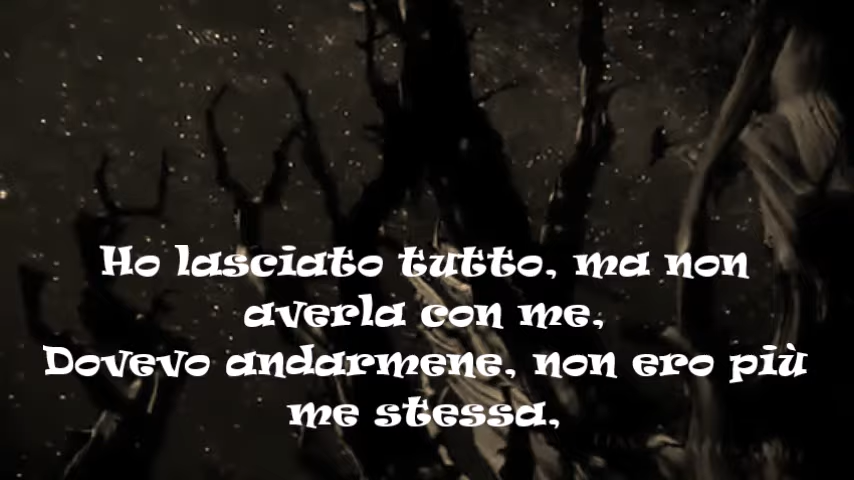 Ho lasciato tutto, ma non
averla con me,
Dovevo andarmene, non ero più
me stessa,